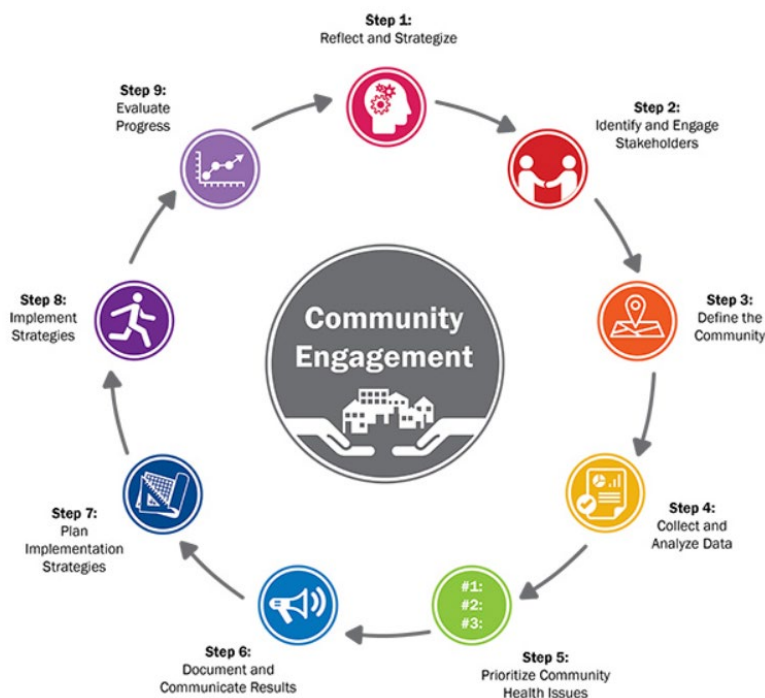 Step 1:
Reflect and Strategize
Step 2:
Identify and Engage
Stakeholders
Step 3:
Define the
Community
Step 4:
Collect and
Analyze Data
#1:
#2:
#3:
Step 5:
Prioritize Community
Health Issues
Step 6:
Document and
Communicate Results
Step 7:
Plan
Implementation
Strategies
Step 8:
Implement
Strategies
Step 9:
Evaluate
Progress
Community
Engagement